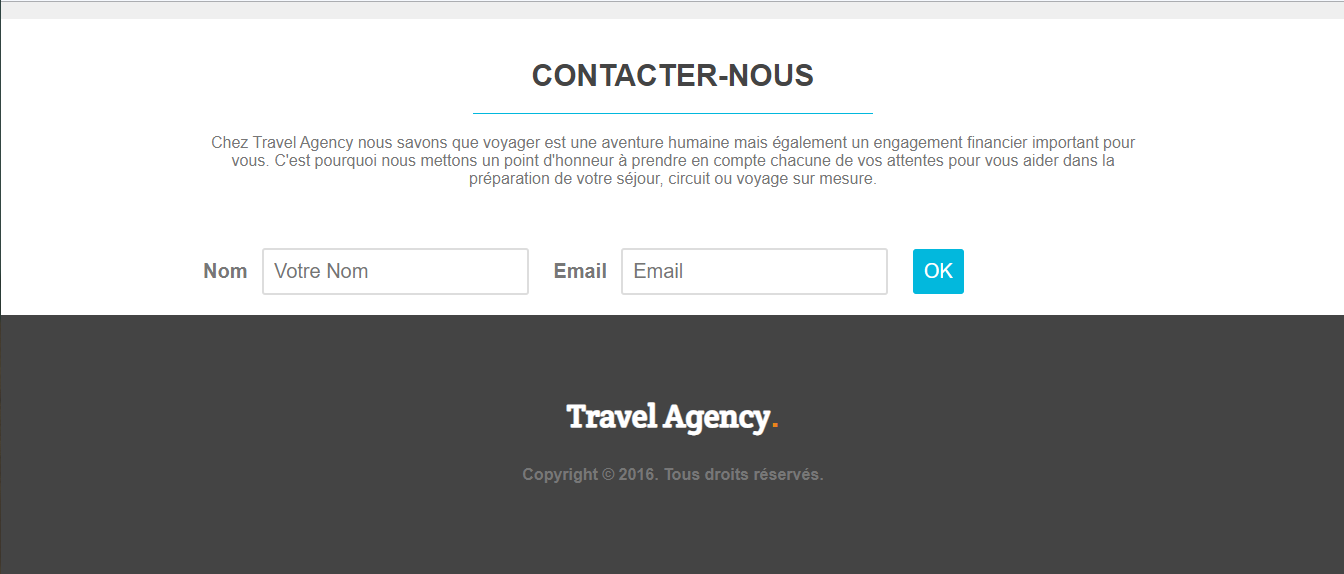 CONTACTER-NOUS
Chez Travel Agency nous savons que voyager est une aventure humaine mais également un engagement financier important pour
vous. C'est pourquoi nous mettons un point d'honneur à prendre en compte chacune de vos attentes pour vous aider dans la
préparation de votre séjour, circuit ou voyage sur mesure.
Nom Votre Nom Email Email OK
Travel Agency.
Copyright © 2016. Tous droits réservés.